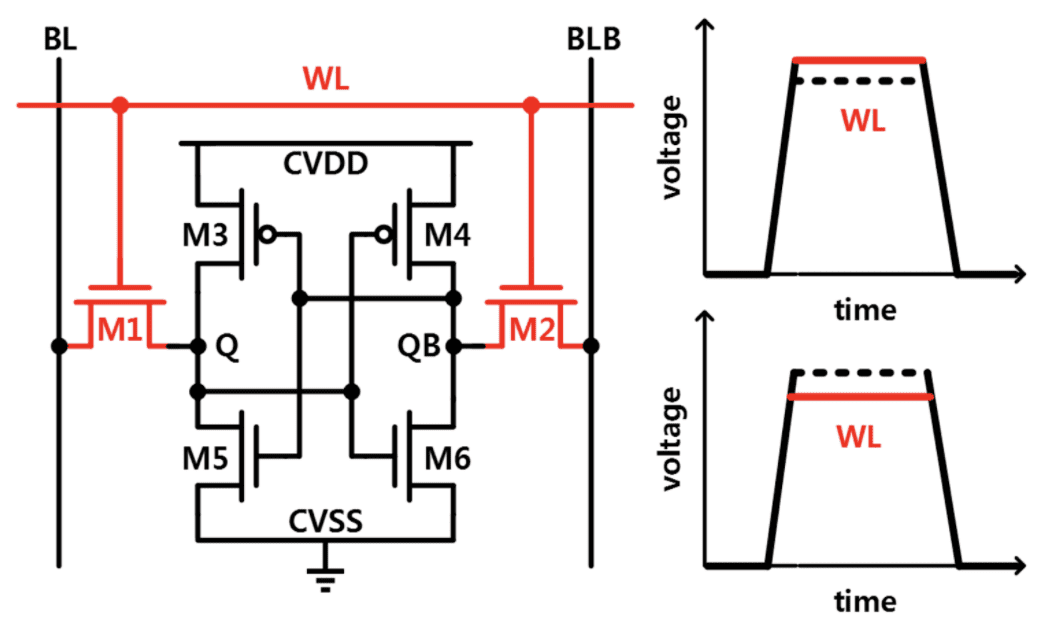 BL
BLB
WL
CVDD
M3
M4
M1
Q
QB
M2
M5
M6
CVSS
voltage
WL
time
voltage
WL
time